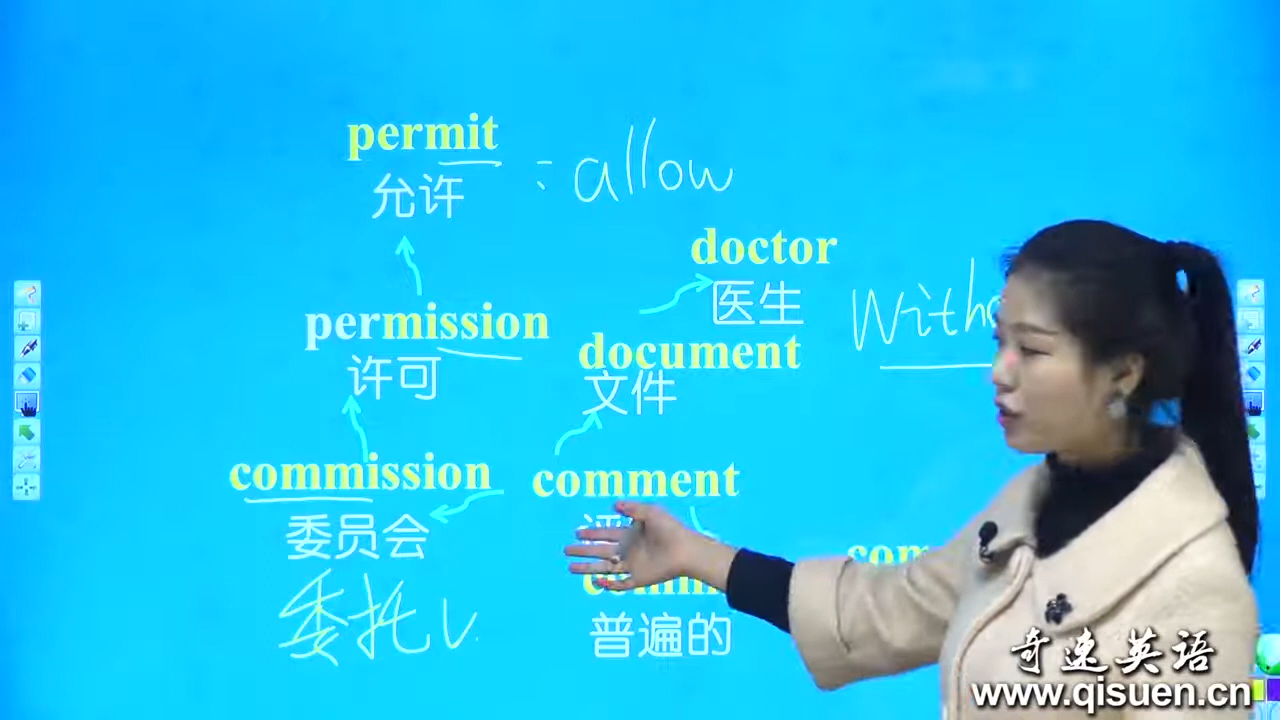 permit
: allow
允许
doctor
医生
permission
许可
document
文件
commission
comment
委员会
委托 v.
普遍的
奇速英语
www.qisuen.cn